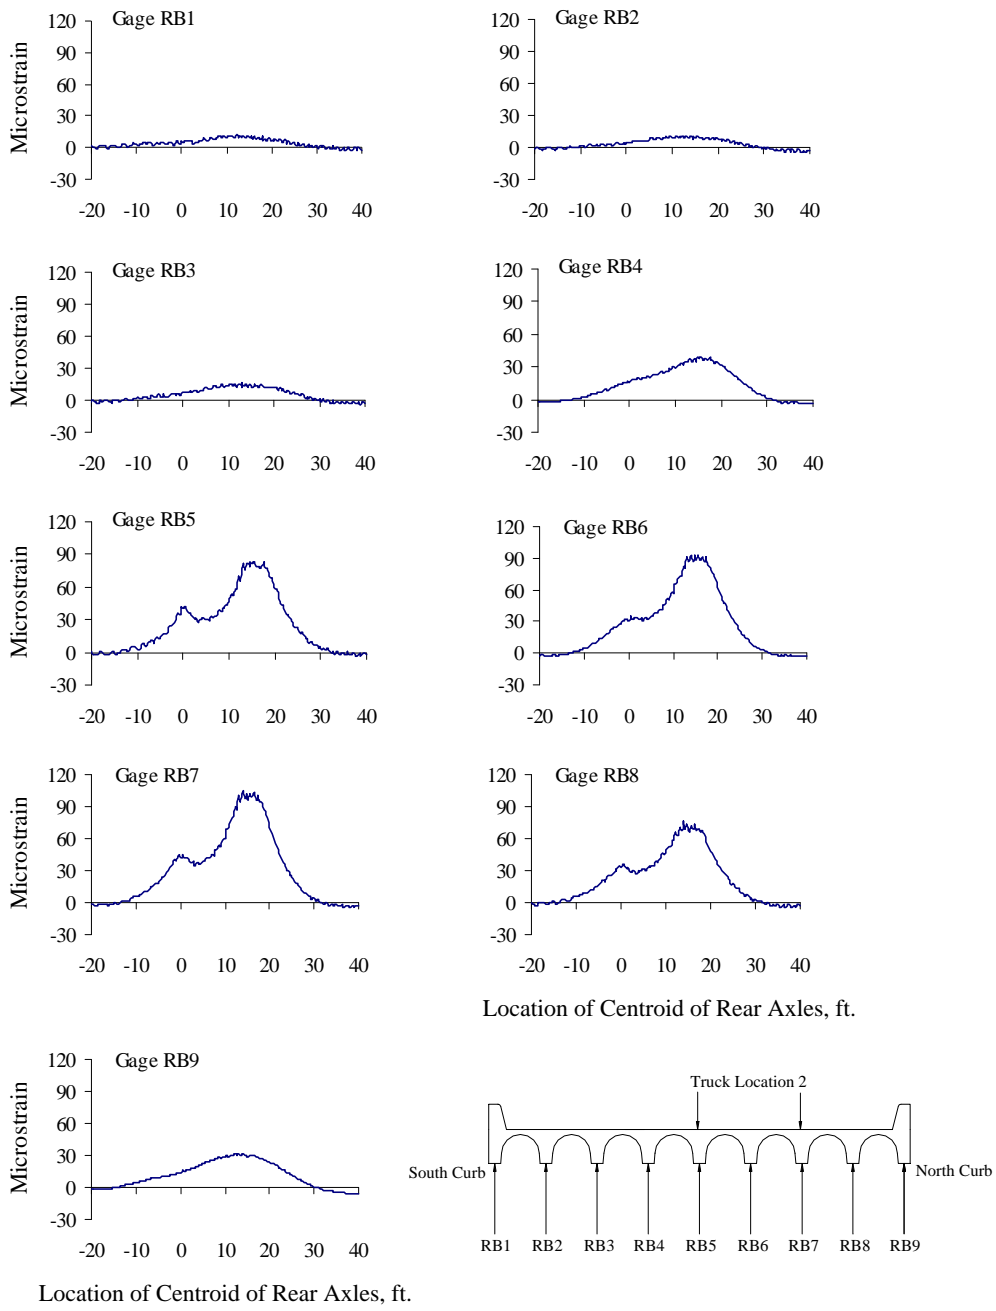 Gage RB1
120
90
60
30
0
-30
-20 -10 0 10 20 30 40
Microstrain
Gage RB2
120
90
60
30
0
-30
-20 -10 0 10 20 30 40
Gage RB3
120
90
60
30
0
-30
-20 -10 0 10 20 30 40
Microstrain
Gage RB4
120
90
60
30
0
-30
-20 -10 0 10 20 30 40
Gage RB5
120
90
60
30
0
-30
-20 -10 0 10 20 30 40
Microstrain
Gage RB6
120
90
60
30
0
-30
-20 -10 0 10 20 30 40
Gage RB7
120
90
60
30
0
-30
-20 -10 0 10 20 30 40
Microstrain
Gage RB8
120
90
60
30
0
-30
-20 -10 0 10 20 30 40
Location of Centroid of Rear Axles, ft.
Gage RB9
120
90
60
30
0
-30
-20 -10 0 10 20 30 40
Microstrain
Location of Centroid of Rear Axles, ft.
Truck Location 2
South Curb
North Curb
RB1 RB2 RB3 RB4 RB5 RB6 RB7 RB8 RB9